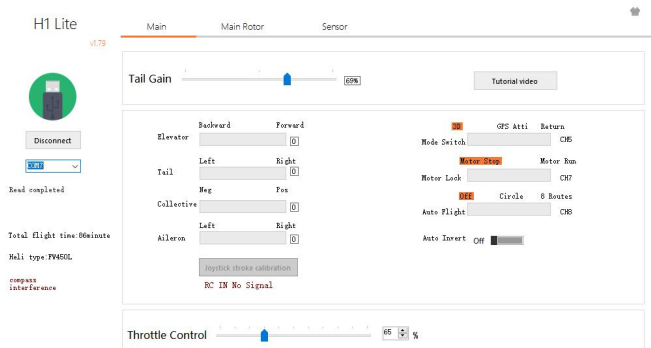 H1 Lite
v1.79
Main Main Rotor Sensor
Tail Gain 69% Tutorial video
Disconnect
COM7
Read completed
Total flight time:86minute
Heli type:FW450L
compass
interference
Backward Forward
Elevator 0
Left Right
Tail 0
Neg Pos
Collective 0
Left Right
Aileron 0
Joystick stroke calibration
RC IN No Signal
3D GPS Atti Return
Mode Switch CH5
Motor Stop Motor Run
Motor Lock CH7
Off Circle 8 Routes
Auto Flight CH8
Auto Invert Off
Throttle Control 65 %